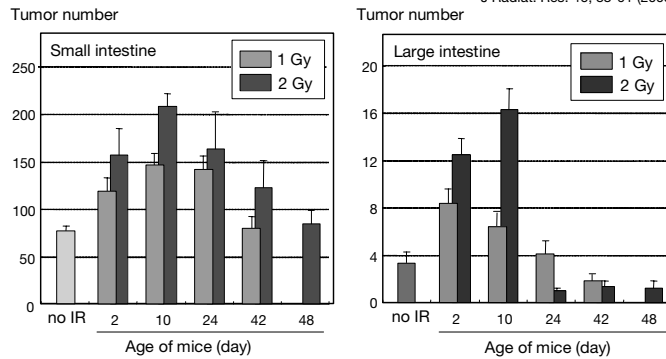 Tumor number
Small intestine
1 Gy
2 Gy
250
200
150
100
50
0
no IR 2 10 24 42 48
Age of mice (day)
Tumor number
Large intestine
1 Gy
2 Gy
20
16
12
8
4
0
no IR 2 10 24 42 48
Age of mice (day)